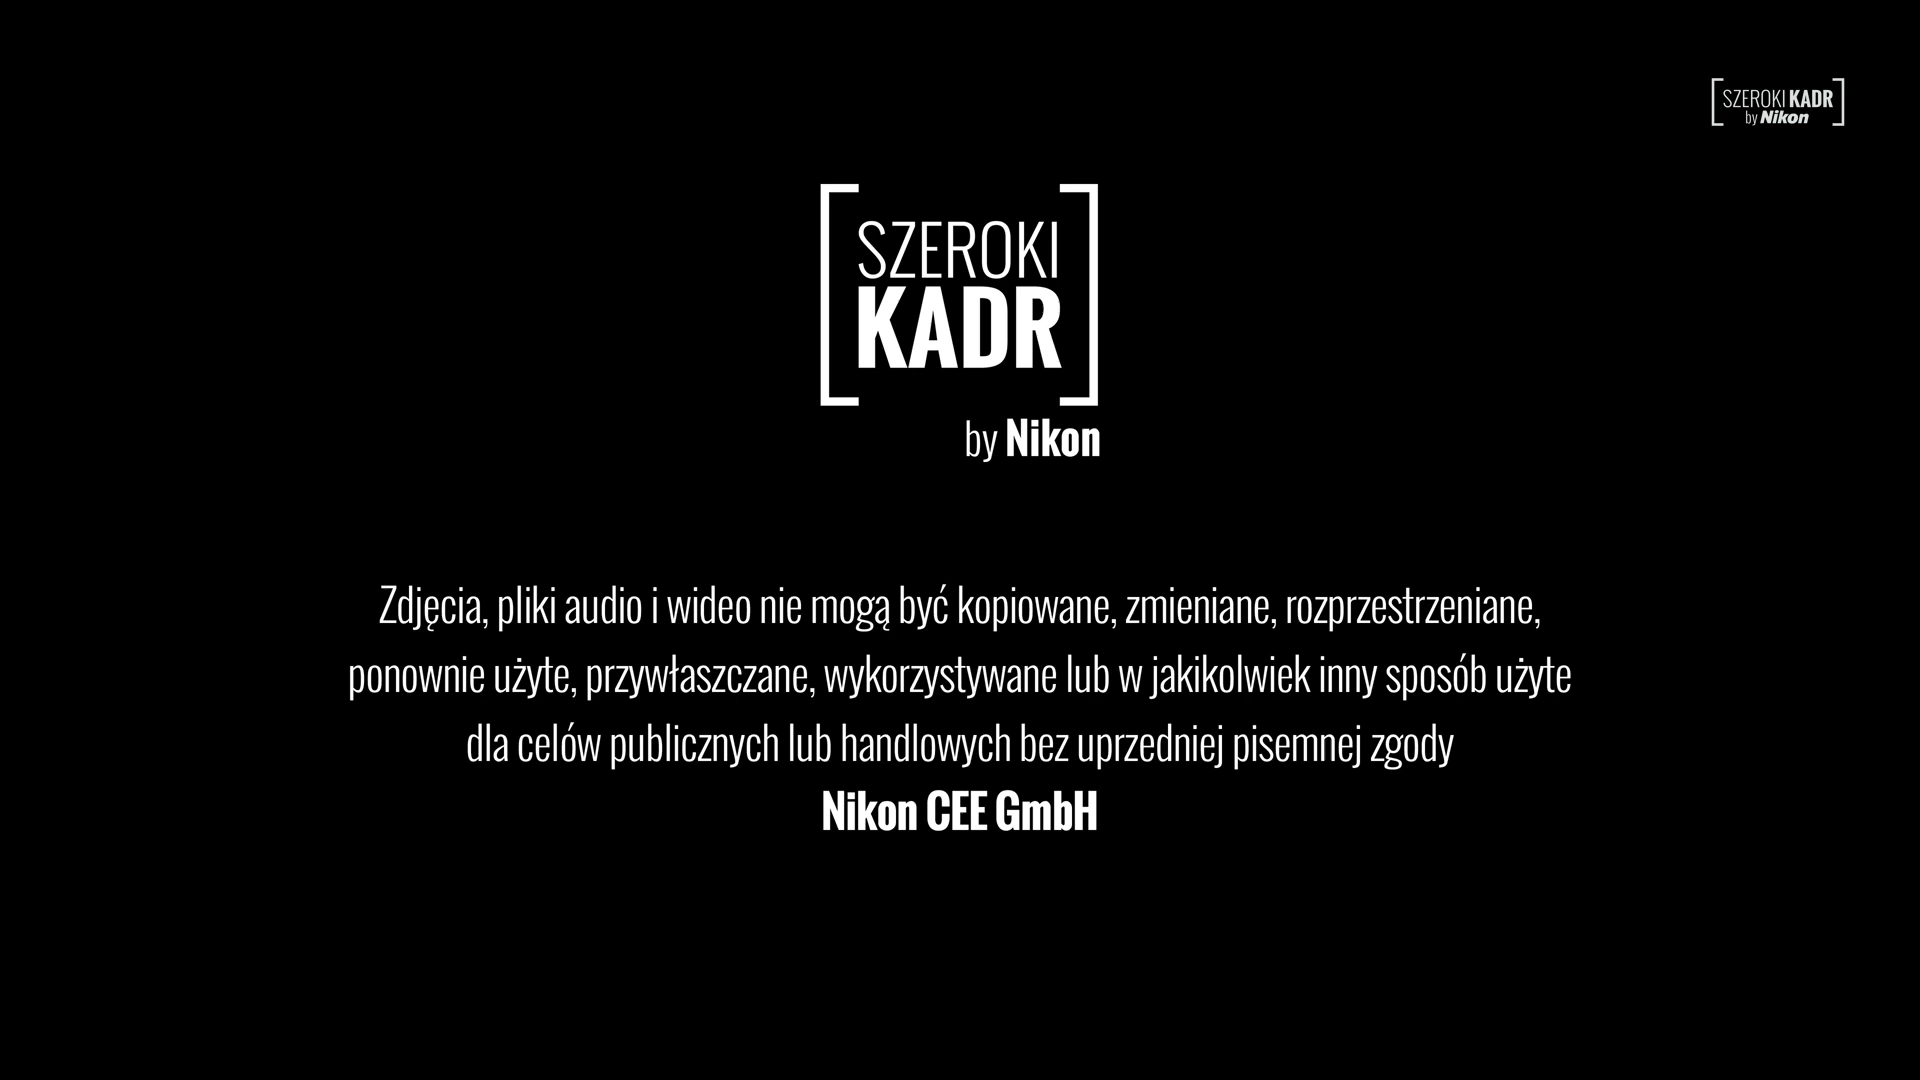 SZEROKI KADR
by Nikon
SZEROKI
KADR
by Nikon
Zdjęcia, pliki audio i wideo nie mogą być kopiowane, zmieniane, rozprzestrzeniane,
ponownie użyte, przywłaszczane, wykorzystywane lub w jakikolwiek inny sposób użyte
dla celów publicznych lub handlowych bez uprzedniej pisemnej zgody
Nikon CEE GmbH